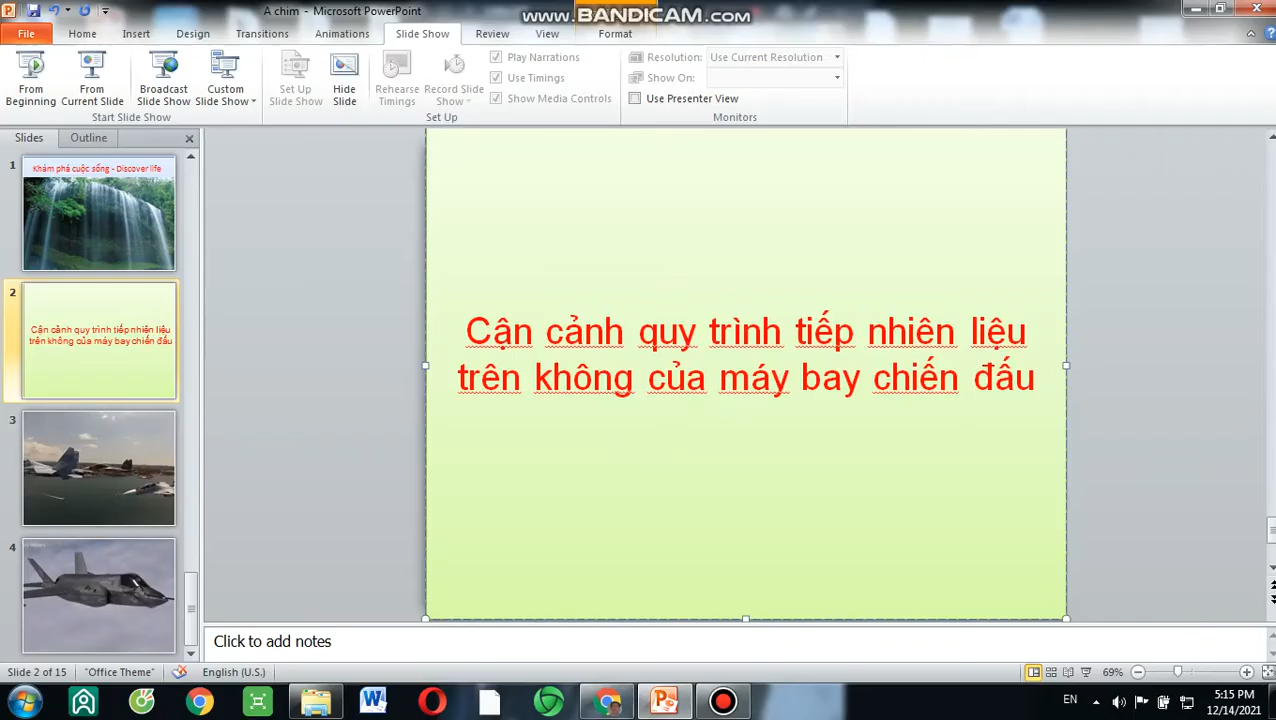 A chim - Microsoft PowerPoint
www.BANDICAM.com
File Home Insert Design Transitions Animations Slide Show Review View Format
From Beginning
From Current Slide
Broadcast Slide Show
Custom Slide Show
Start Slide Show
Set Up Slide Show
Hide Slide
Rehearse Timings
Record Slide Show
Play Narrations
Use Timings
Show Media Controls
Set Up
Resolution: Use Current Resolution
Show On:
Use Presenter View
Monitors
Slides Outline
1
Khám phá cuộc sống - Discover life
2
Cận cảnh quy trình tiếp nhiên liệu
trên không của máy bay chiến đấu
3
4
Cận cảnh quy trình tiếp nhiên liệu
trên không của máy bay chiến đấu
Click to add notes
Slide 2 of 15 "Office Theme" English (U.S.) 69%
EN
5:15 PM
12/14/2021